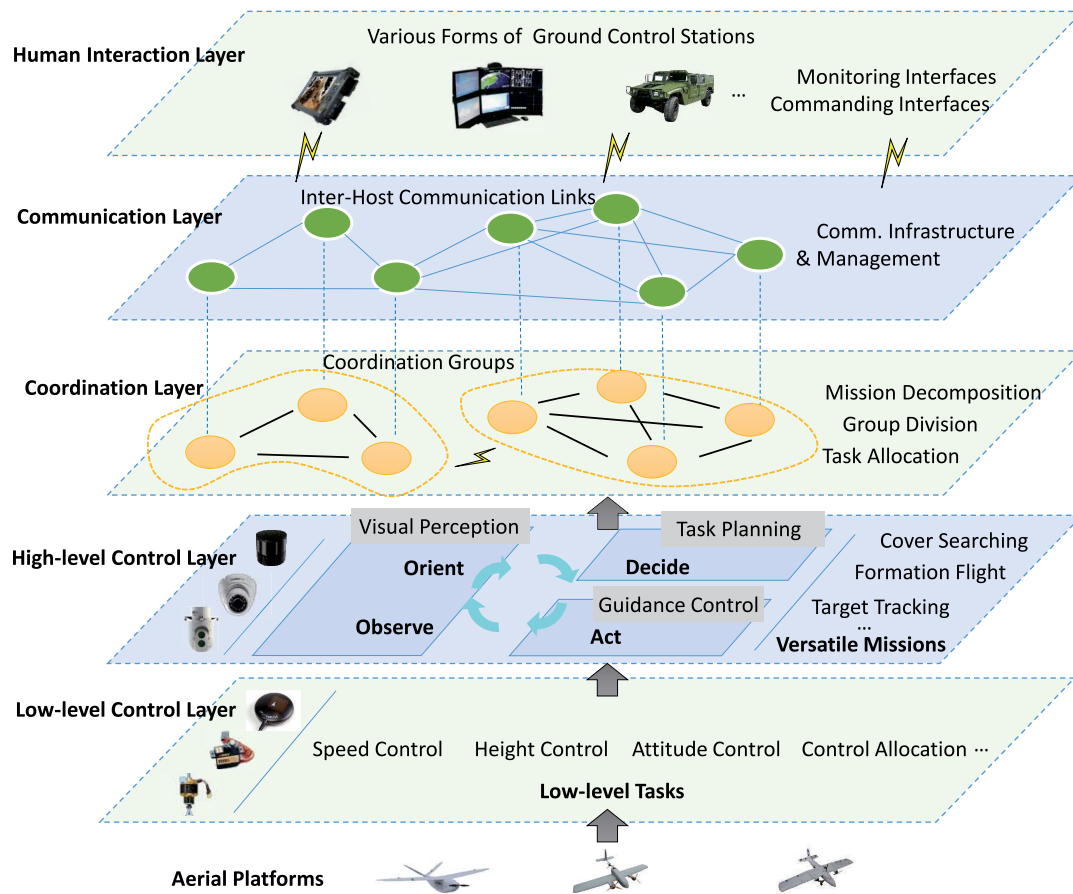 Various Forms of Ground Control Stations
Human Interaction Layer
...
Monitoring Interfaces
Commanding Interfaces
Inter-Host Communication Links
Communication Layer
Comm. Infrastructure
& Management
Coordination Groups
Coordination Layer
Mission Decomposition
Group Division
Task Allocation
Visual Perception
Task Planning
High-level Control Layer
Orient
Decide
Cover Searching
Formation Flight
Guidance Control
Target Tracking
...
Observe
Act
Versatile Missions
Low-level Control Layer
Speed Control
Height Control
Attitude Control
Control Allocation ...
Low-level Tasks
Aerial Platforms